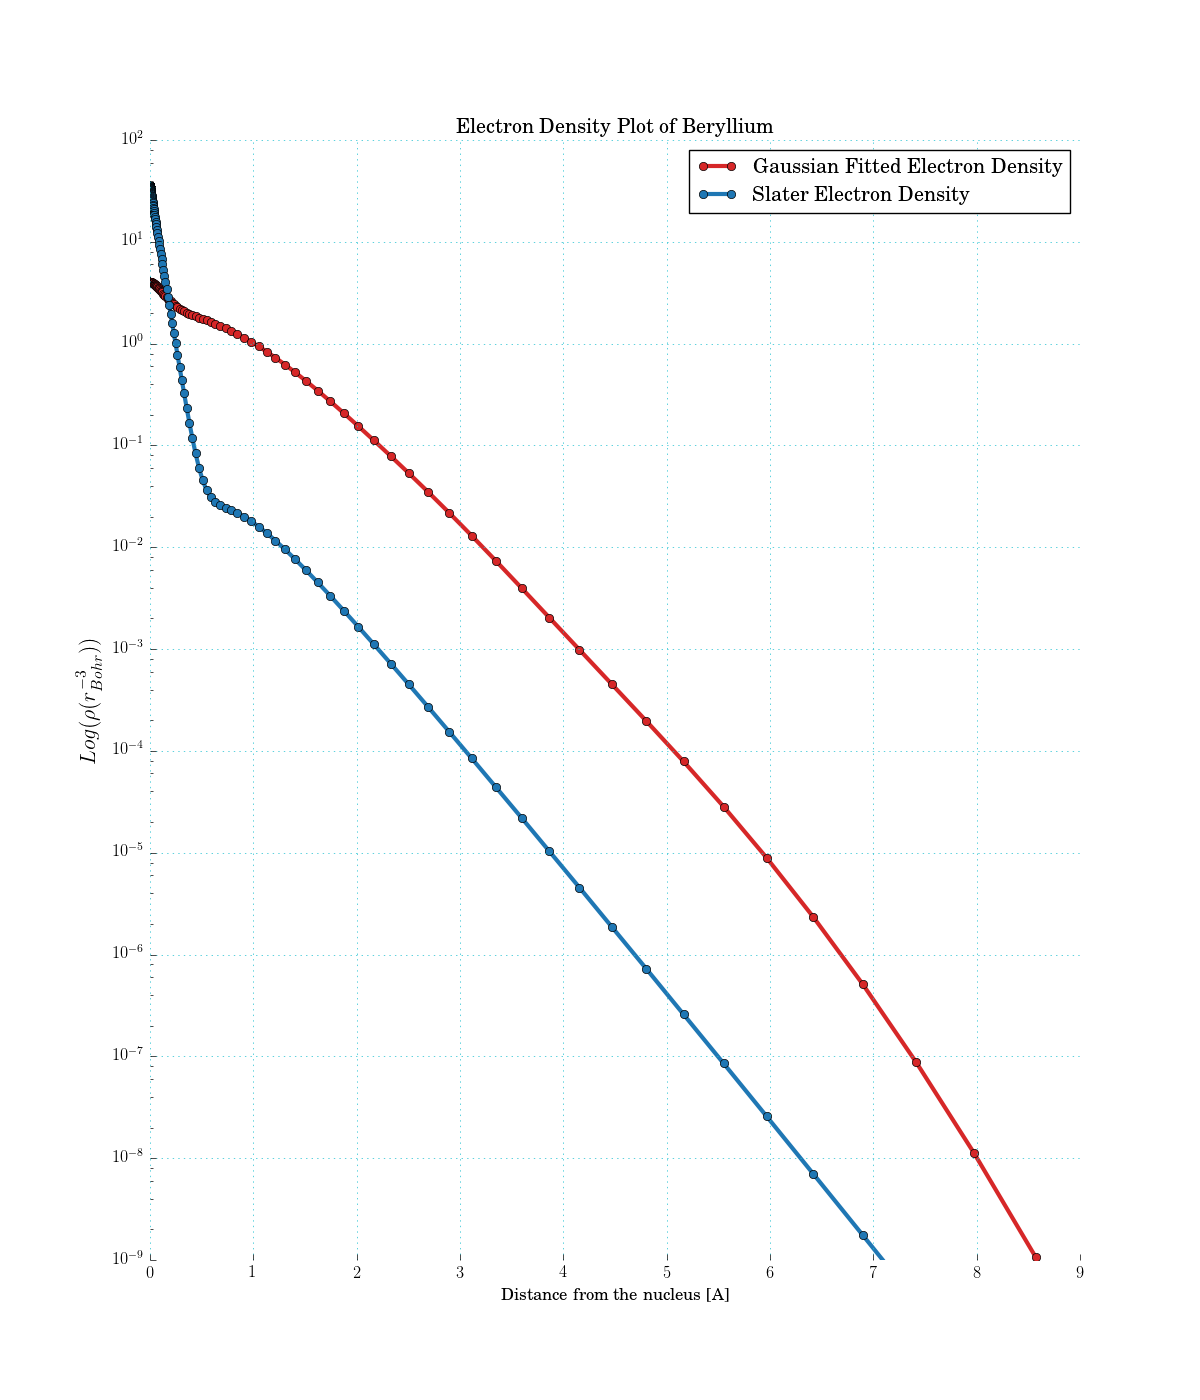 Electron Density Plot of Beryllium
Gaussian Fitted Electron Density
Slater Electron Density
10^2
10^1
10^0
10^-1
10^-2
10^-3
10^-4
10^-5
10^-6
10^-7
10^-8
10^-9
Log(ρ(r_{Bohr}^{-3}))
0 1 2 3 4 5 6 7 8 9
Distance from the nucleus [A]